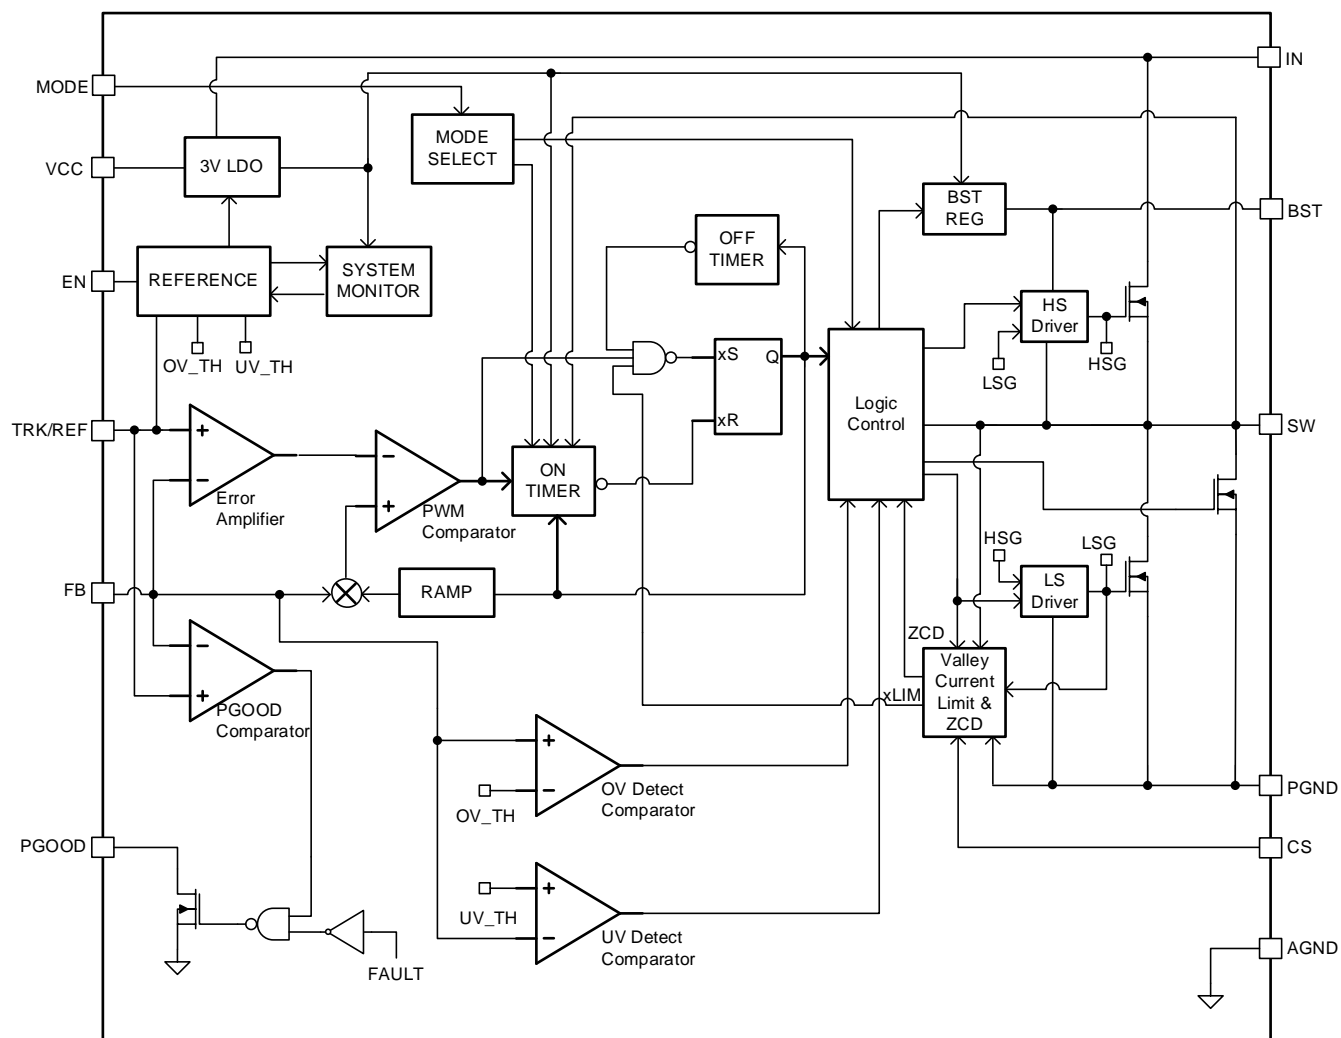 IN
MODE
MODE
SELECT
VCC
3V LDO
BST
REG
BST
OFF
TIMER
EN
REFERENCE
SYSTEM
MONITOR
HS
Driver
OV_TH
UV_TH
LSG
HSG
xS
Q
xR
Logic
Control
TRK/REF
SW
+
−
Error
Amplifier
−
+
PWM
Comparator
ON
TIMER
HSG
LSG
LS
Driver
FB
RAMP
ZCD
xLIM
Valley
Current
Limit &
ZCD
−
+
PGOOD
Comparator
+
−
OV_TH
OV Detect
Comparator
PGND
PGOOD
CS
+
−
UV_TH
UV Detect
Comparator
FAULT
AGND